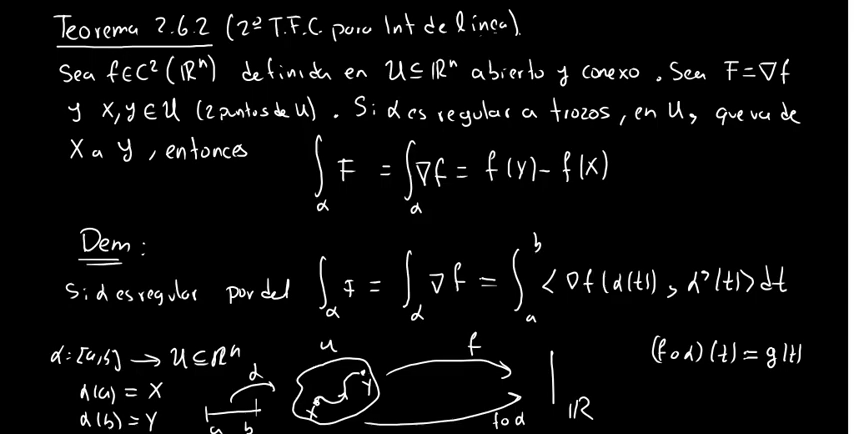 Teorema 2.6.2 (2º T.F.C. para Int de línea).
Sea f∈C²(ℝⁿ) definida en U⊆ℝⁿ abierto y conexo. Sea F=∇f
y X,y∈U (2 puntos de U). Si α es regular a trozos, en U, que va de
X a Y, entonces
∫_α F = ∫_α ∇f = f(y) - f(x)
Dem:
Si α es regular por def ∫_α F = ∫_α ∇f = ∫_a^b <∇f(α(t)), α'(t)>dt
α:[a,b] → U⊆ℝⁿ
α
U
f
(f∘α)(t)=g(t)
α(a) = X
α(b) = Y
a b
X
Y
f∘α
ℝ